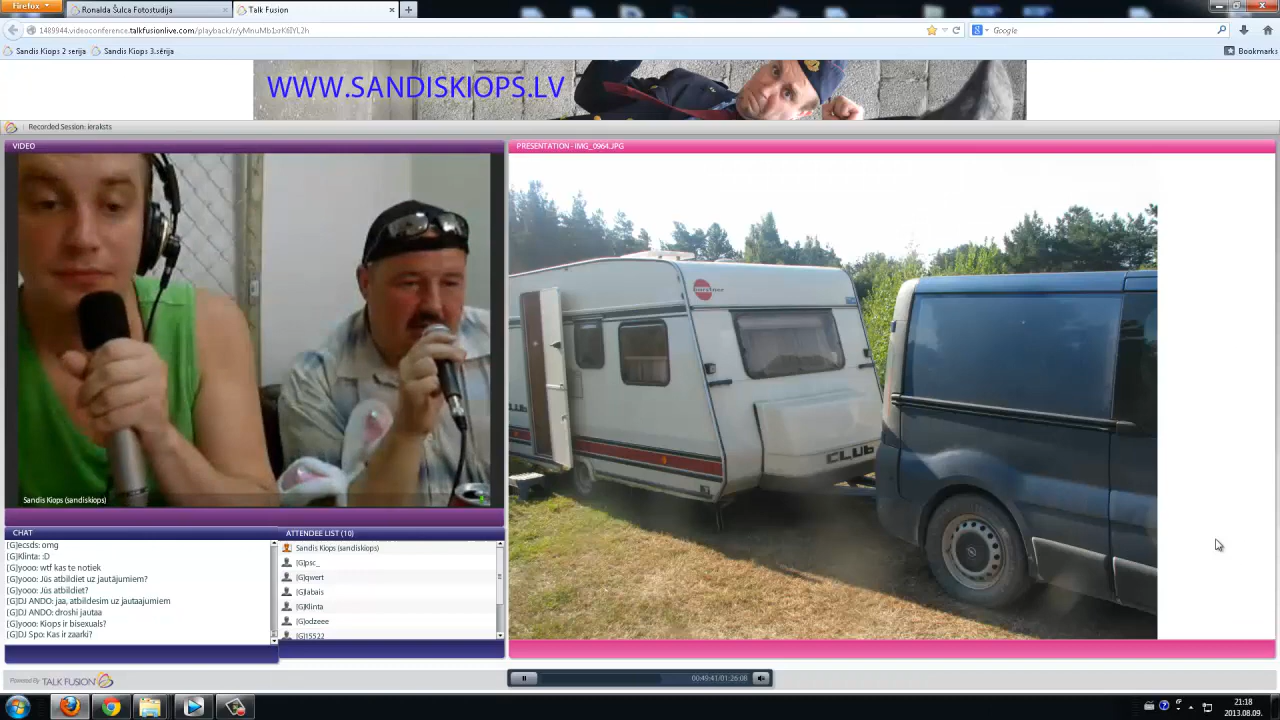 Firefox
Ronalda Šulca Fotostudija
Talk Fusion
1489944.videoconference.talkfusionlive.com/playback/r/yMnuMb1srK6IYL2h
Google
Sandis Kiops 2 serija
Sandis Kiops 3.sērija
Bookmarks
WWW.SANDISKIOPS.LV
Recorded Session: ieraksts
VIDEO
PRESENTATION - IMG_0964.JPG
CLUB
CLUB
Sandis Kiops (sandiskiops)
CHAT
[G]ecsds: omg
[G]Klinta: :D
[G]yooo: wtf kas te notiek
[G]yooo: Jūs atbildiet uz jautājumiem?
[G]yooo: Jūs atbildiet?
[G]DJ ANDO: jaa, atbildesim uz jautaajumiem
[G]DJ ANDO: droshi jautaa
[G]yooo: Kiops ir bisexuals?
[G]DJ Spo: Kas ir zaarki?
ATTENDEE LIST (10)
Sandis Kiops (sandiskiops)
[G]psc_
[G]qwert
[G]labais
[G]Klinta
[G]odzeee
[G]15522
Powered By TALK FUSION
00:49:41/01:26:08
21:18
2013.08.09.